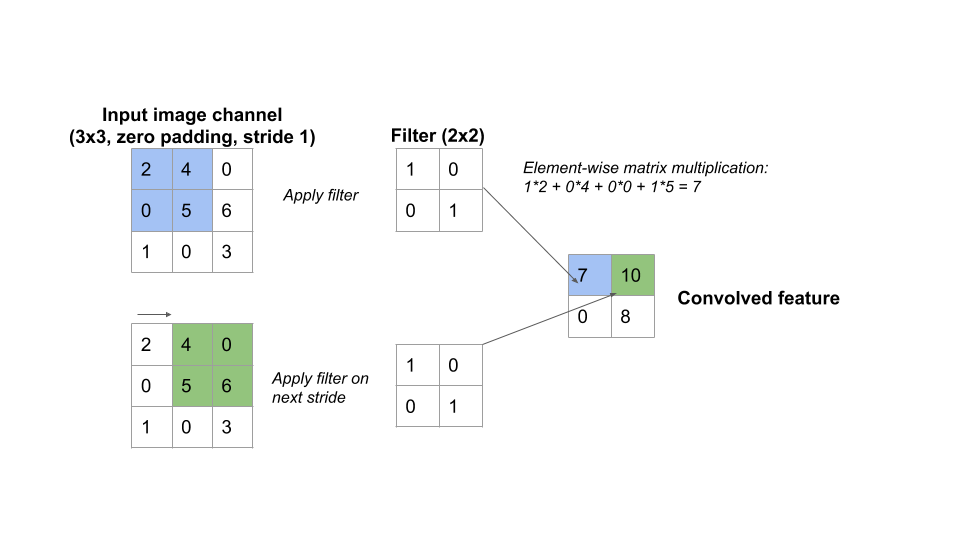 Input image channel
(3x3, zero padding, stride 1)
2 4 0
0 5 6
1 0 3
Apply filter
Filter (2x2)
1 0
0 1
Element-wise matrix multiplication:
1*2 + 0*4 + 0*0 + 1*5 = 7
7 10
0 8
Convolved feature
2 4 0
0 5 6
1 0 3
Apply filter on
next stride
1 0
0 1